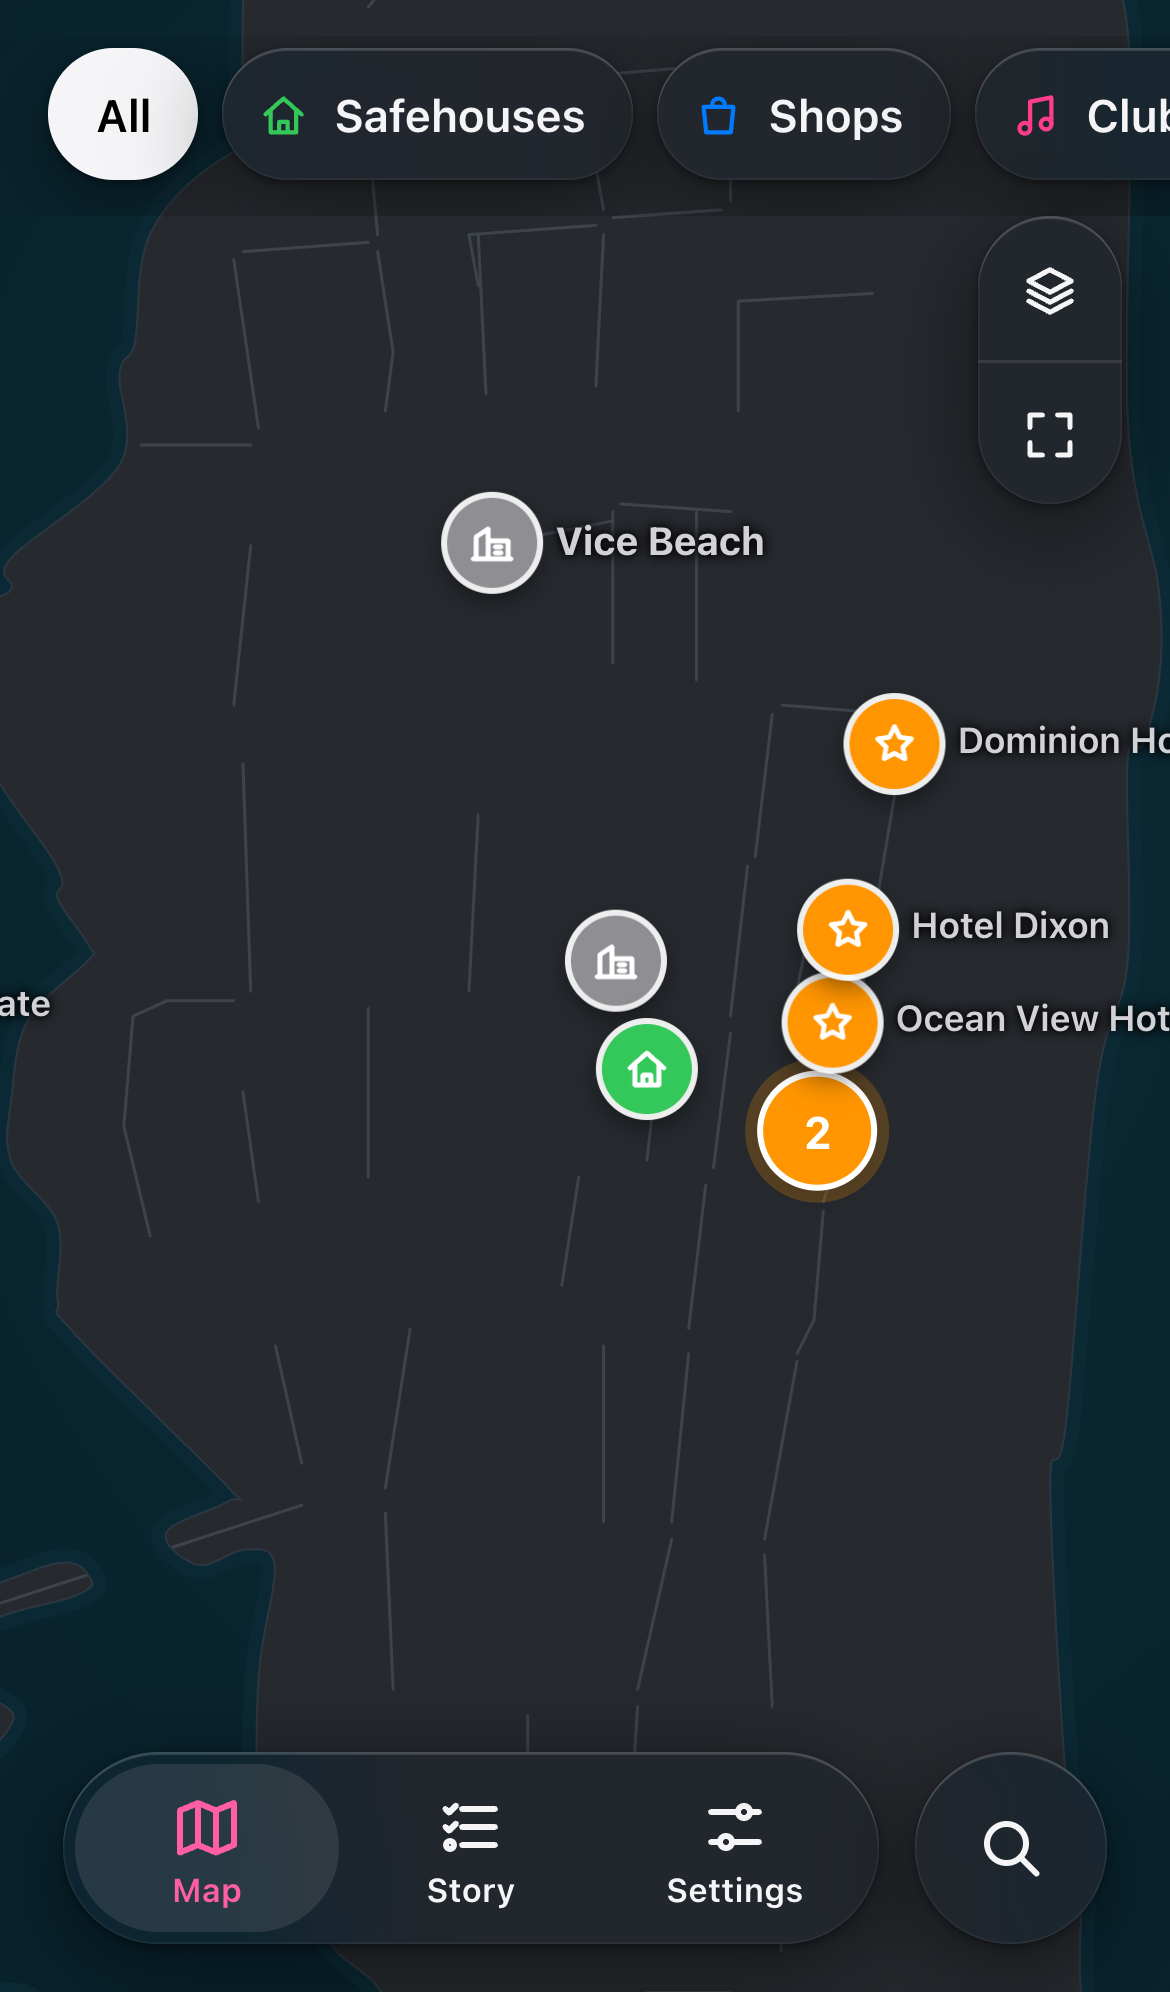 All
Safehouses
Shops
Club
Vice Beach
Dominion Ho
Hotel Dixon
ate
Ocean View Hot
2
Map
Story
Settings